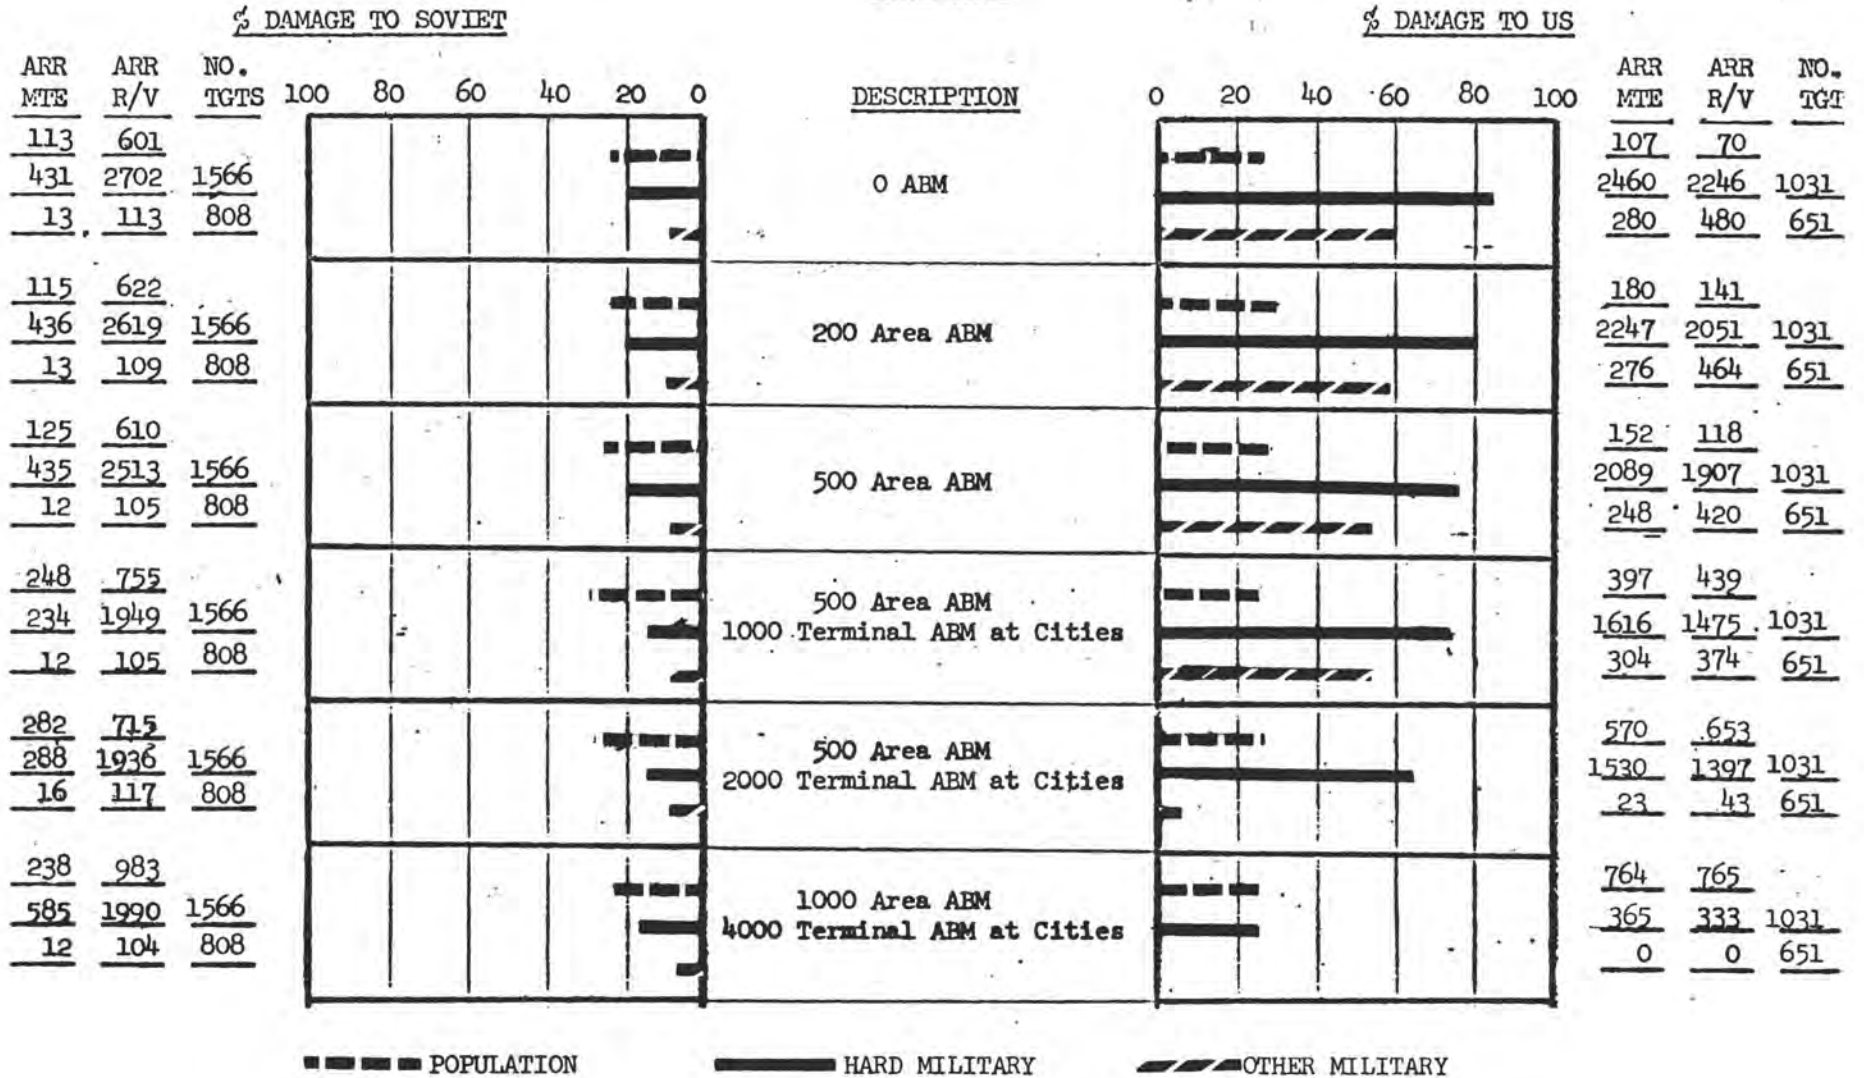 % DAMAGE TO SOVIET % DAMAGE TO US
ARR ARR NO. ARR ARR NO.
MTE R/V TGTS 100 80 60 40 20 0 DESCRIPTION 0 20 40 60 80 100 MTE R/V TGT
113 601 107 70
431 2702 1566 0 ABM 2460 2246 1031
13 113 808 280 480 651
115 622 180 141
436 2619 1566 200 Area ABM 2247 2051 1031
13 109 808 276 464 651
125 610 152 118
435 2513 1566 500 Area ABM 2089 1907 1031
12 105 808 248 420 651
248 755 500 Area ABM 397 439
234 1949 1566 1000 Terminal ABM at Cities 1616 1475 1031
12 105 808 304 374 651
282 715 500 Area ABM 570 653
288 1936 1566 2000 Terminal ABM at Cities 1530 1397 1031
16 117 808 23 43 651
238 983 1000 Area ABM 764 765
585 1990 1566 4000 Terminal ABM at Cities 365 333 1031
12 104 808 0 0 651
POPULATION HARD MILITARY OTHER MILITARY